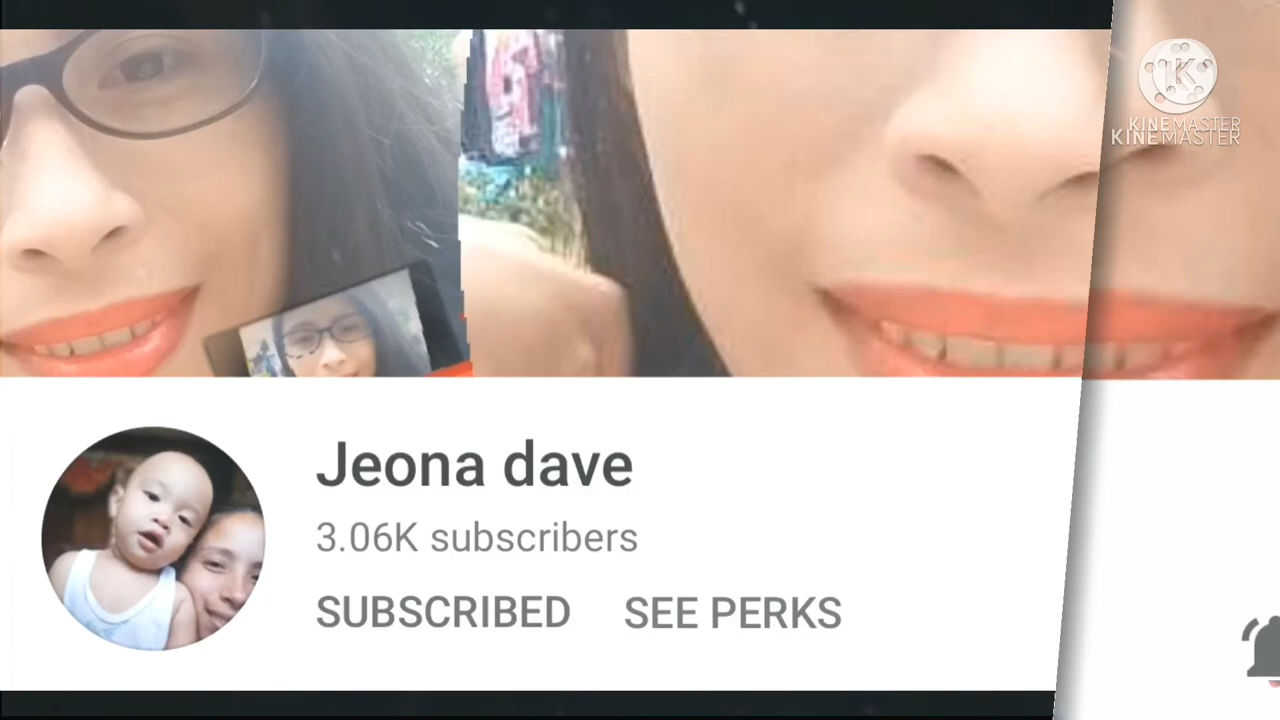 KINEMASTER
KINEMASTER
Jeona dave
3.06K subscribers
SUBSCRIBED SEE PERKS